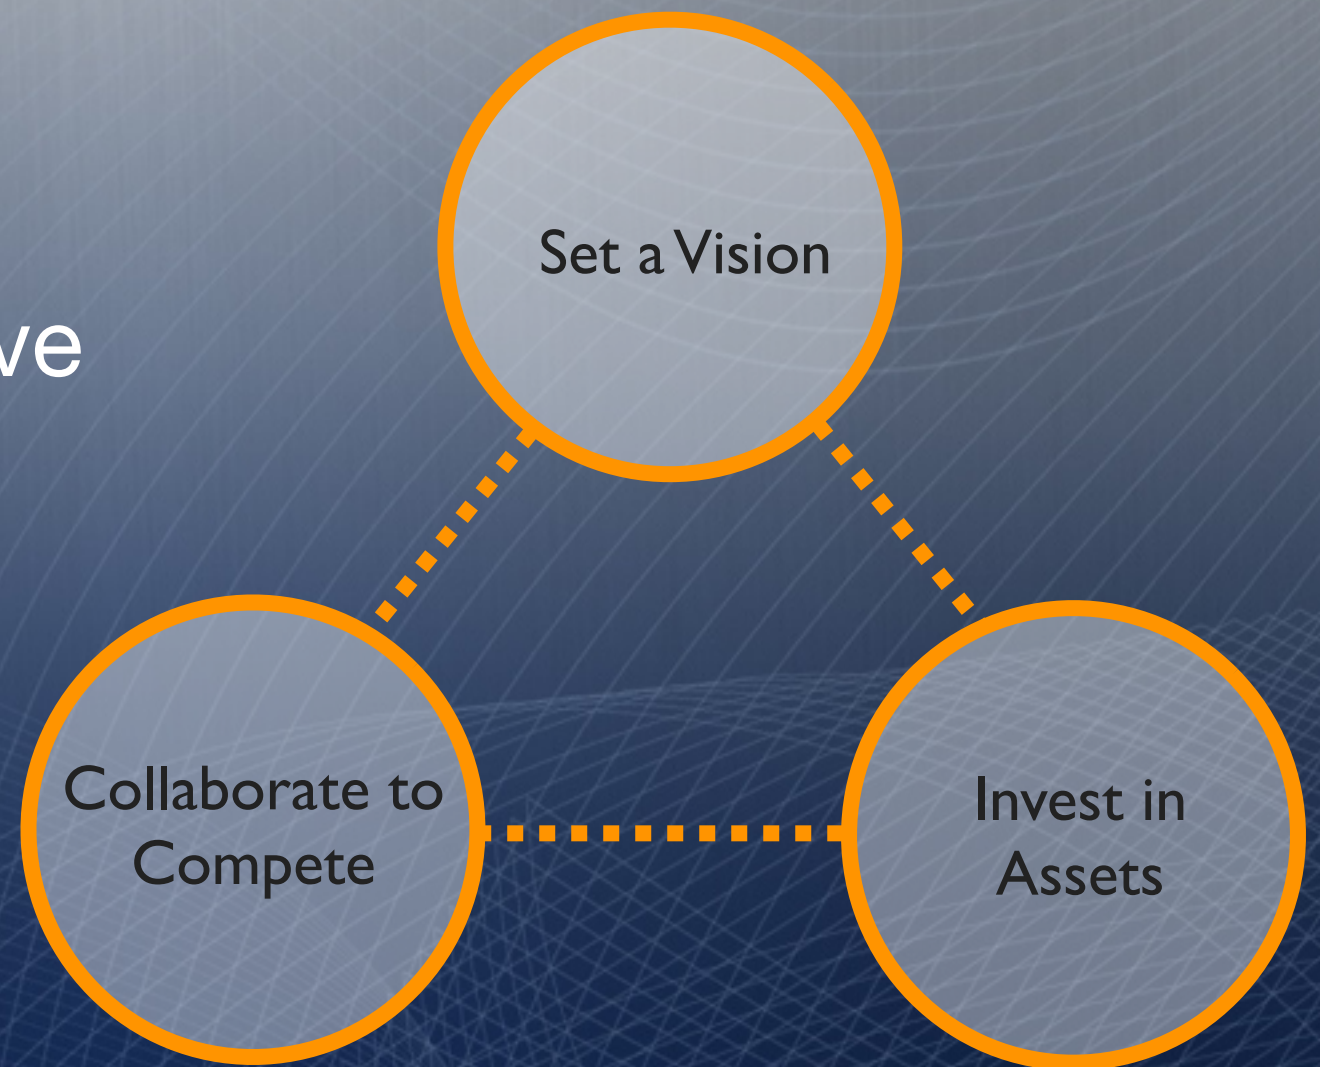 Set a Vision
ve
Collaborate to
Compete
Invest in
Assets